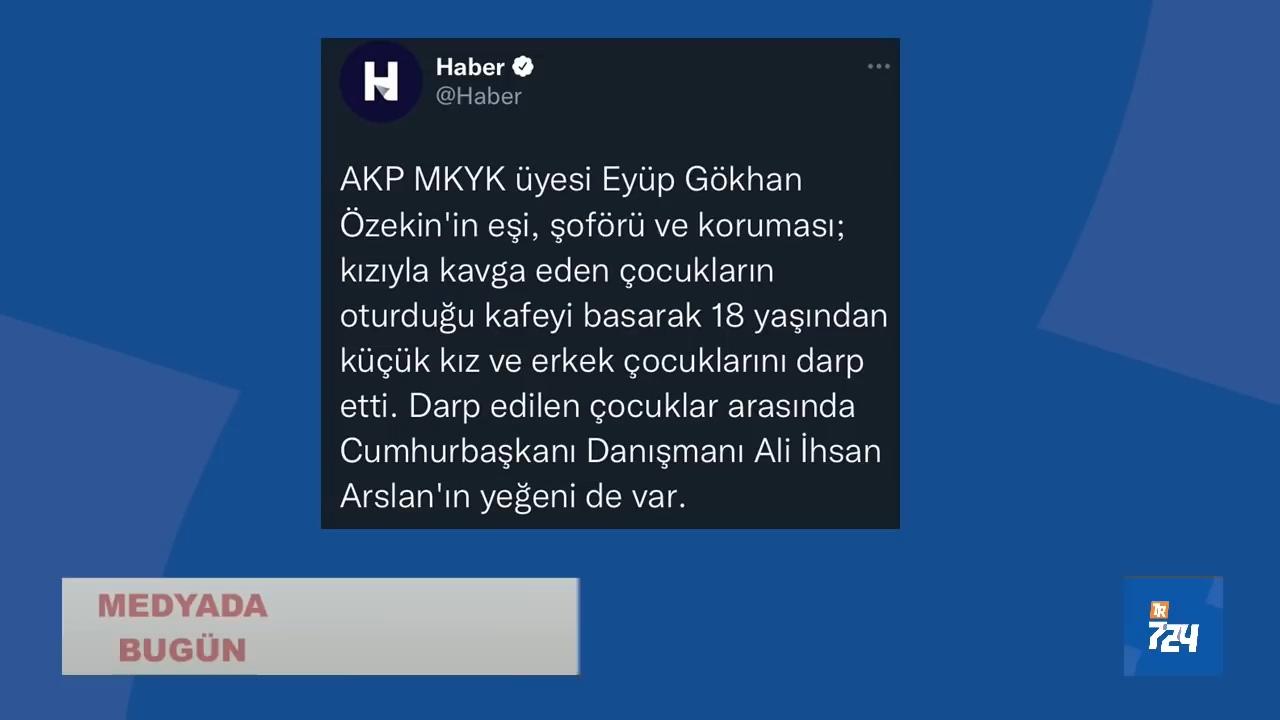 Haber
@Haber
AKP MKYK üyesi Eyüp Gökhan
Özekin'in eşi, şoförü ve koruması;
kızıyla kavga eden çocukların
oturduğu kafeyi basarak 18 yaşından
küçük kız ve erkek çocuklarını darp
etti. Darp edilen çocuklar arasında
Cumhurbaşkanı Danışmanı Ali İhsan
Arslan'ın yeğeni de var.
MEDYADA
BUGÜN
TR
724